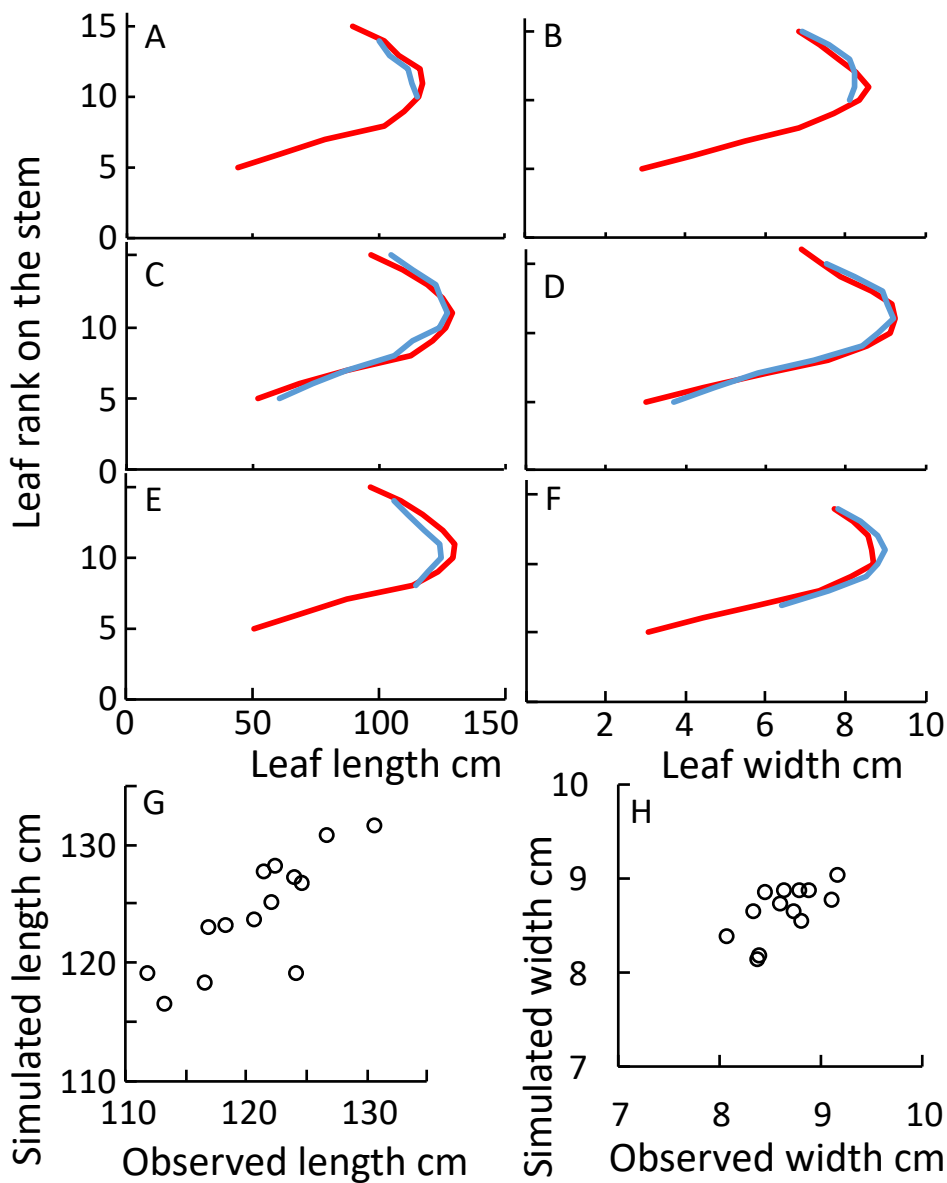 Leaf rank on the stem
A
15
10
5
0
B
C
15
10
5
0
D
E
10
5
0
F
0
50
100
150
Leaf length cm
2
4
6
8
10
Leaf width cm
G
130
120
110
Simulated length cm
110
120
130
Observed length cm
H
10
9
8
7
Simulated width cm
7
8
9
10
Observed width cm